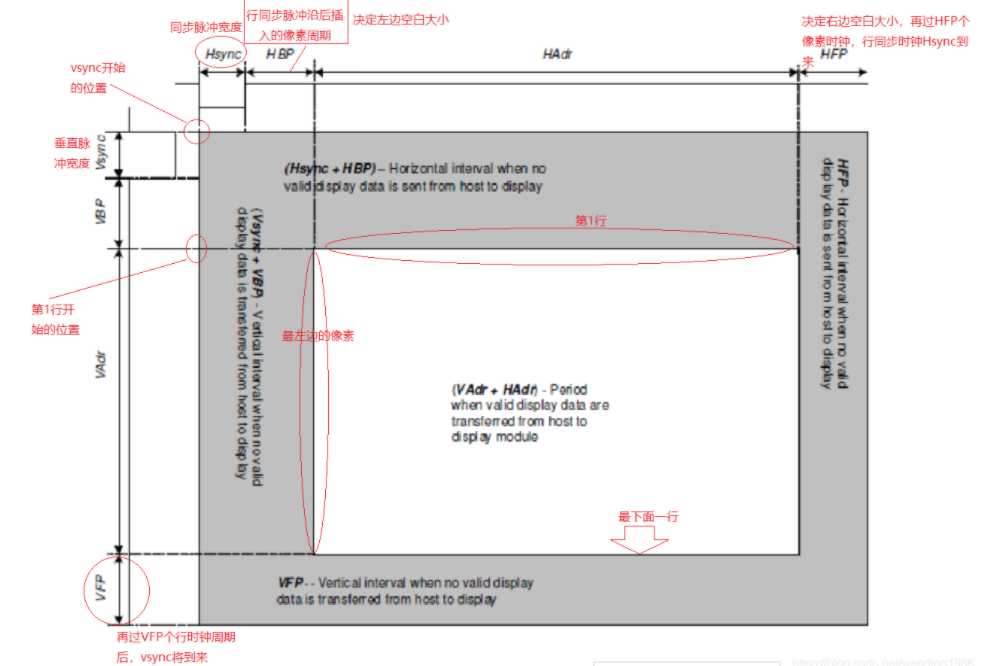 同步脉冲宽度
行同步脉冲沿后插
入的像素周期
决定左边空白大小
决定右边空白大小，再过HFP个
像素时钟，行同步时钟Hsync到
来
Hsync
HBP
HAdr
HFP
vsync开始
的位置
垂直脉
冲宽度
Vsync
VBP
VAdr
VFP
(Hsync + HBP) – Horizontal interval when no
valid display data is sent from host to display
第1行
(Vsync + VBP) - Vertical interval when no valid
display data is transferred from host to display
HFP - Horizontal interval when no valid
display data is sent from host to display
第1行开
始的位置
最左边的像素
(VAdr + HAdr) - Period
when valid display data are
transferred from host to
display module
最下面一行
VFP - - Vertical interval when no valid display
data is transferred from host to display
再过VFP个行时钟周期
后，vsync将到来